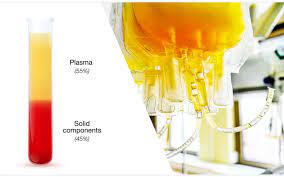 Plasma
(55%)
Solid
components
(45%)